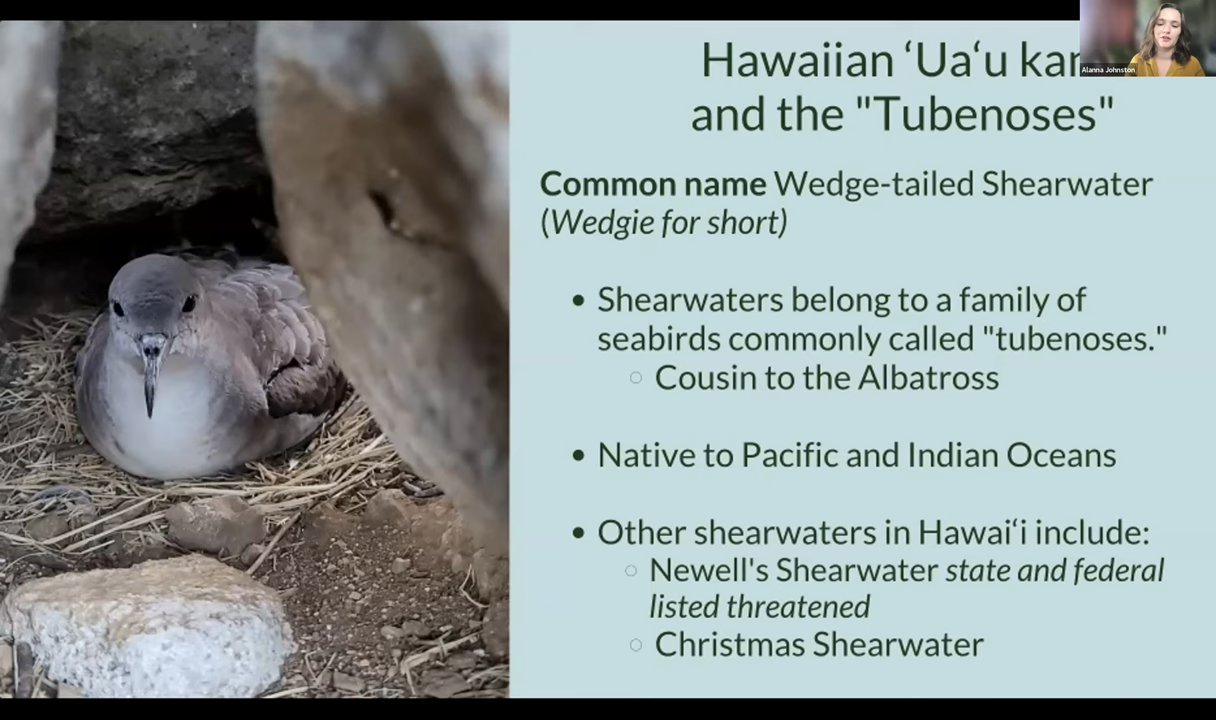 Hawaiian ʻUaʻu
and the "Tubenoses"
Alanna Johnston
Common name Wedge-tailed Shearwater
(Wedgie for short)
• Shearwaters belong to a family of
seabirds commonly called "tubenoses."
○ Cousin to the Albatross
• Native to Pacific and Indian Oceans
• Other shearwaters in Hawaiʻi include:
○ Newell's Shearwater state and federal
listed threatened
○ Christmas Shearwater